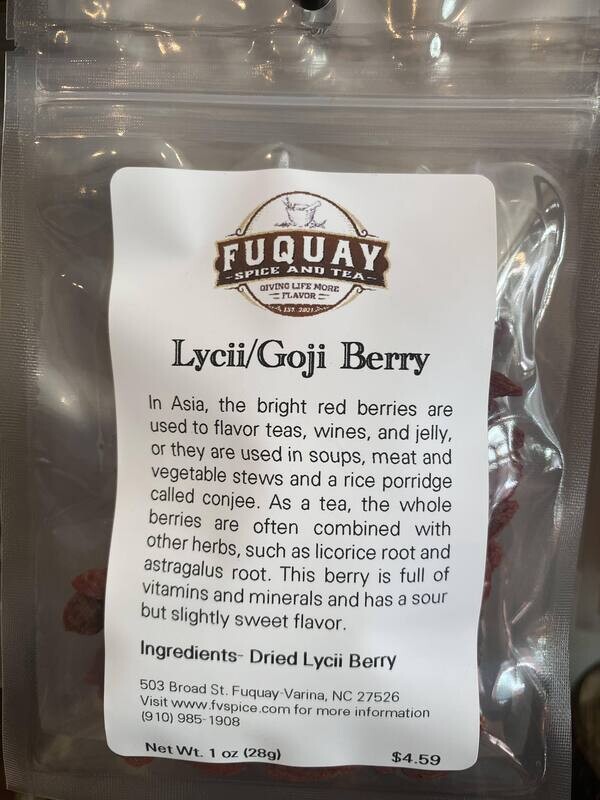 FUQUAY
SPICE AND TEA
GIVING LIFE MORE
FLAVOR
EST. 2021
Lycii/Goji Berry
In Asia, the bright red berries are
used to flavor teas, wines, and jelly,
or they are used in soups, meat and
vegetable stews and a rice porridge
called conjee. As a tea, the whole
berries are often combined with
other herbs, such as licorice root and
astragalus root. This berry is full of
vitamins and minerals and has a sour
but slightly sweet flavor.
Ingredients- Dried Lycii Berry
503 Broad St. Fuquay-Varina, NC 27526
Visit www.fvspice.com for more information
(910) 985-1908
Net Wt. 1 oz (28g) $4.59